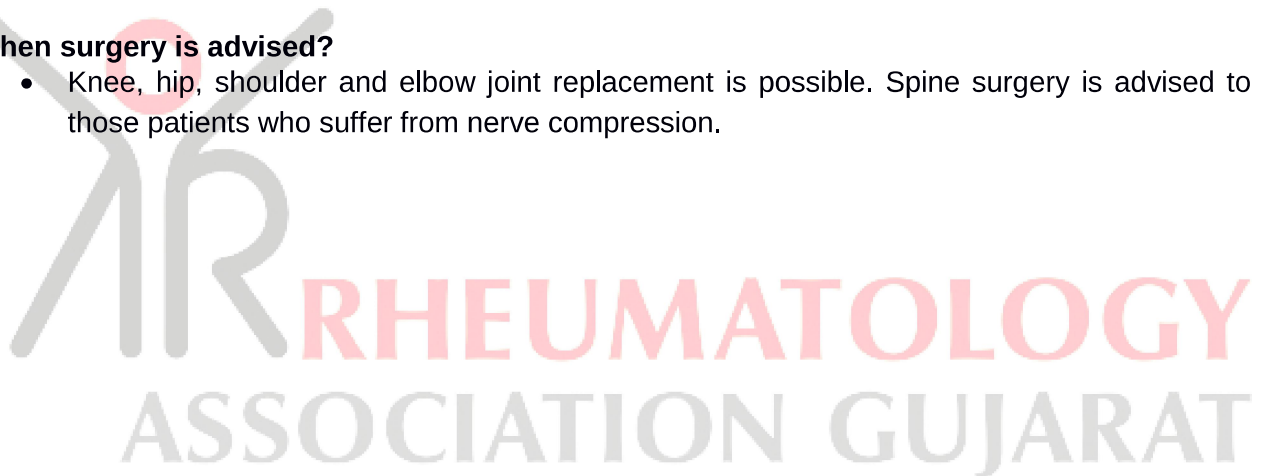 hen surgery is advised?
• Knee, hip, shoulder and elbow joint replacement is possible. Spine surgery is advised to
those patients who suffer from nerve compression.
RHEUMATOLOGY
ASSOCIATION GUJARAT